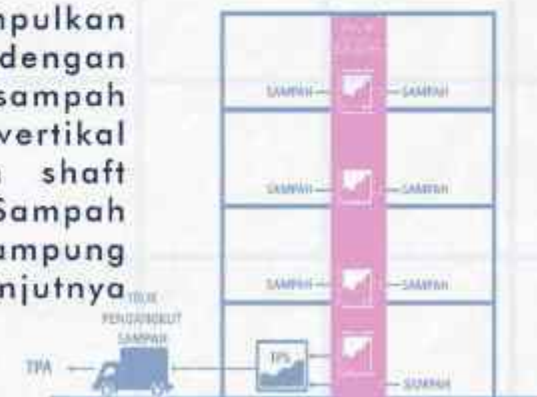 mpulkan
dengan
sampah
vertikal
shaft
Sampah
ampung
njutnya
SAMPAH SAMPAH
SAMPAH SAMPAH
SAMPAH SAMPAH
TRUK
PENGANGKUT
SAMPAH
TPA
TPS
SAMPAH